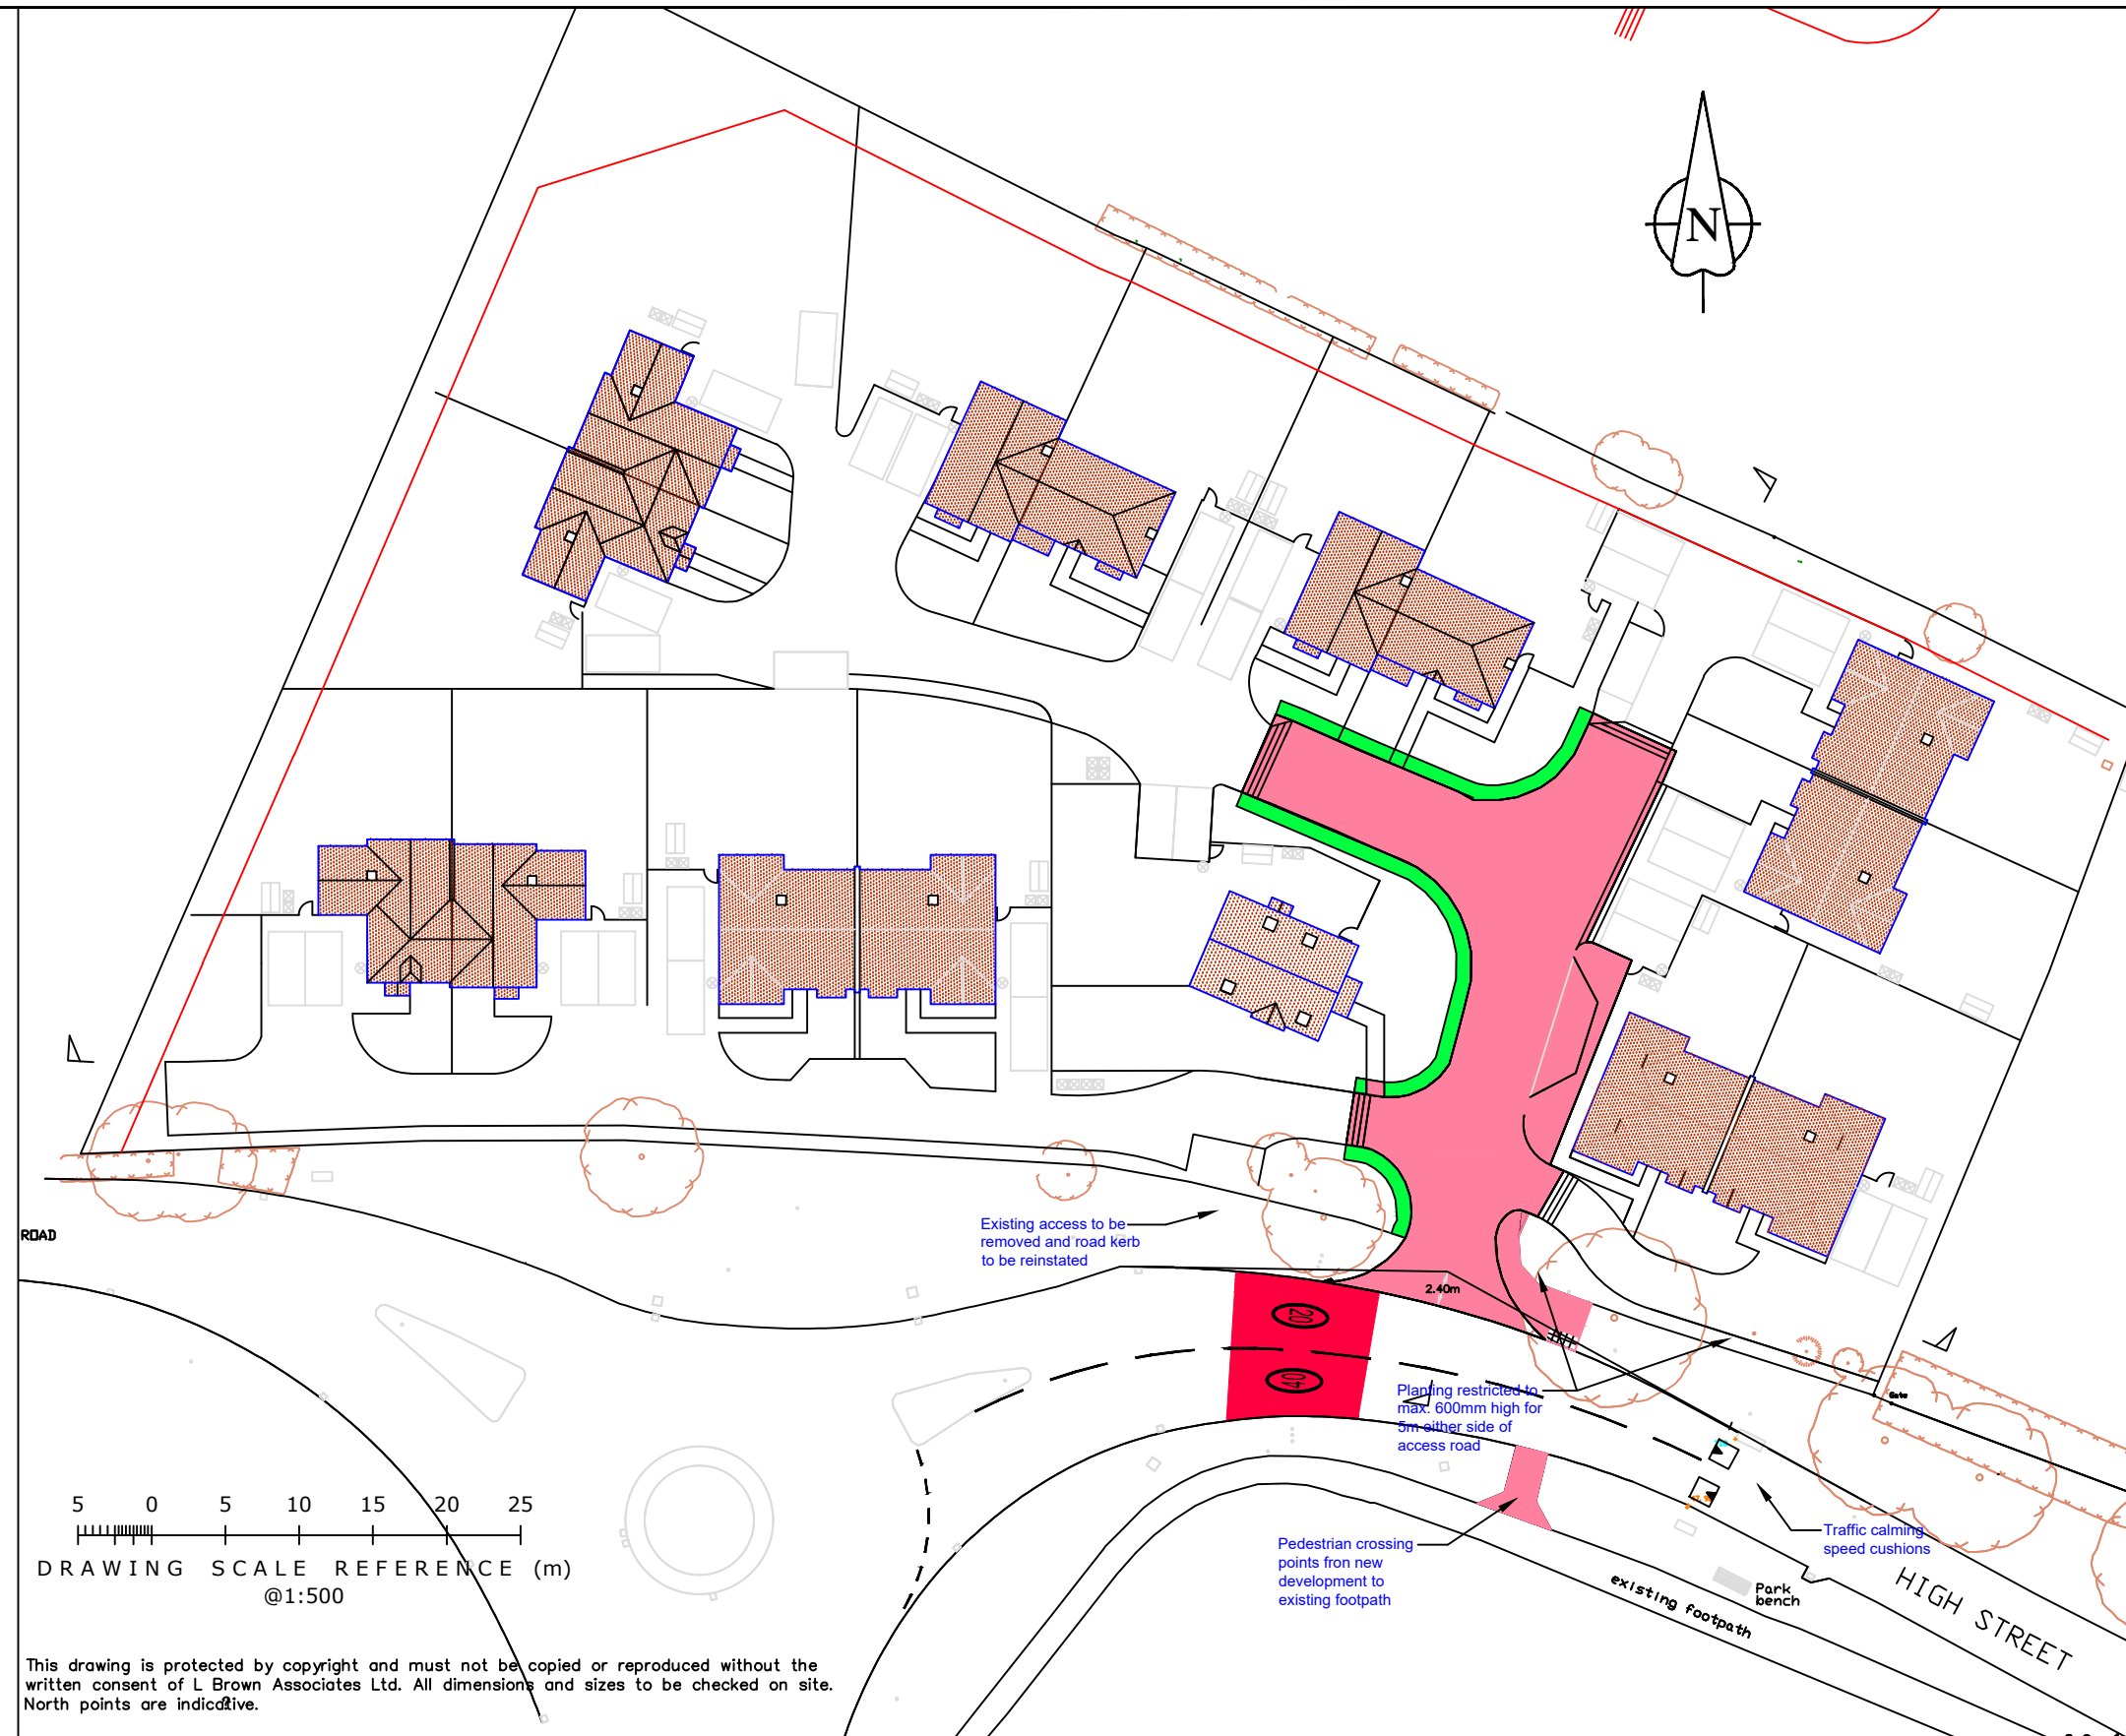 N
ROAD
Existing access to be
removed and road kerb
to be reinstated
2.40m
20
40
Planting restricted to
max. 600mm high for
5m either side of
access road
Gate
Traffic calming
speed cushions
Pedestrian crossing
points fron new
development to
existing footpath
Park
bench
existing footpath
HIGH STREET
5 0 5 10 15 20 25
DRAWING SCALE REFERENCE (m)
@1:500
This drawing is protected by copyright and must not be copied or reproduced without the
written consent of L Brown Associates Ltd. All dimensions and sizes to be checked on site.
North points are indicative.